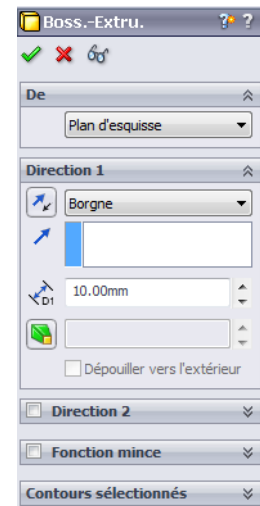 Boss.-Extru.
De
Plan d'esquisse
Direction 1
Borgne
D1
10.00mm
Dépouiller vers l'extérieur
Direction 2
Fonction mince
Contours sélectionnés